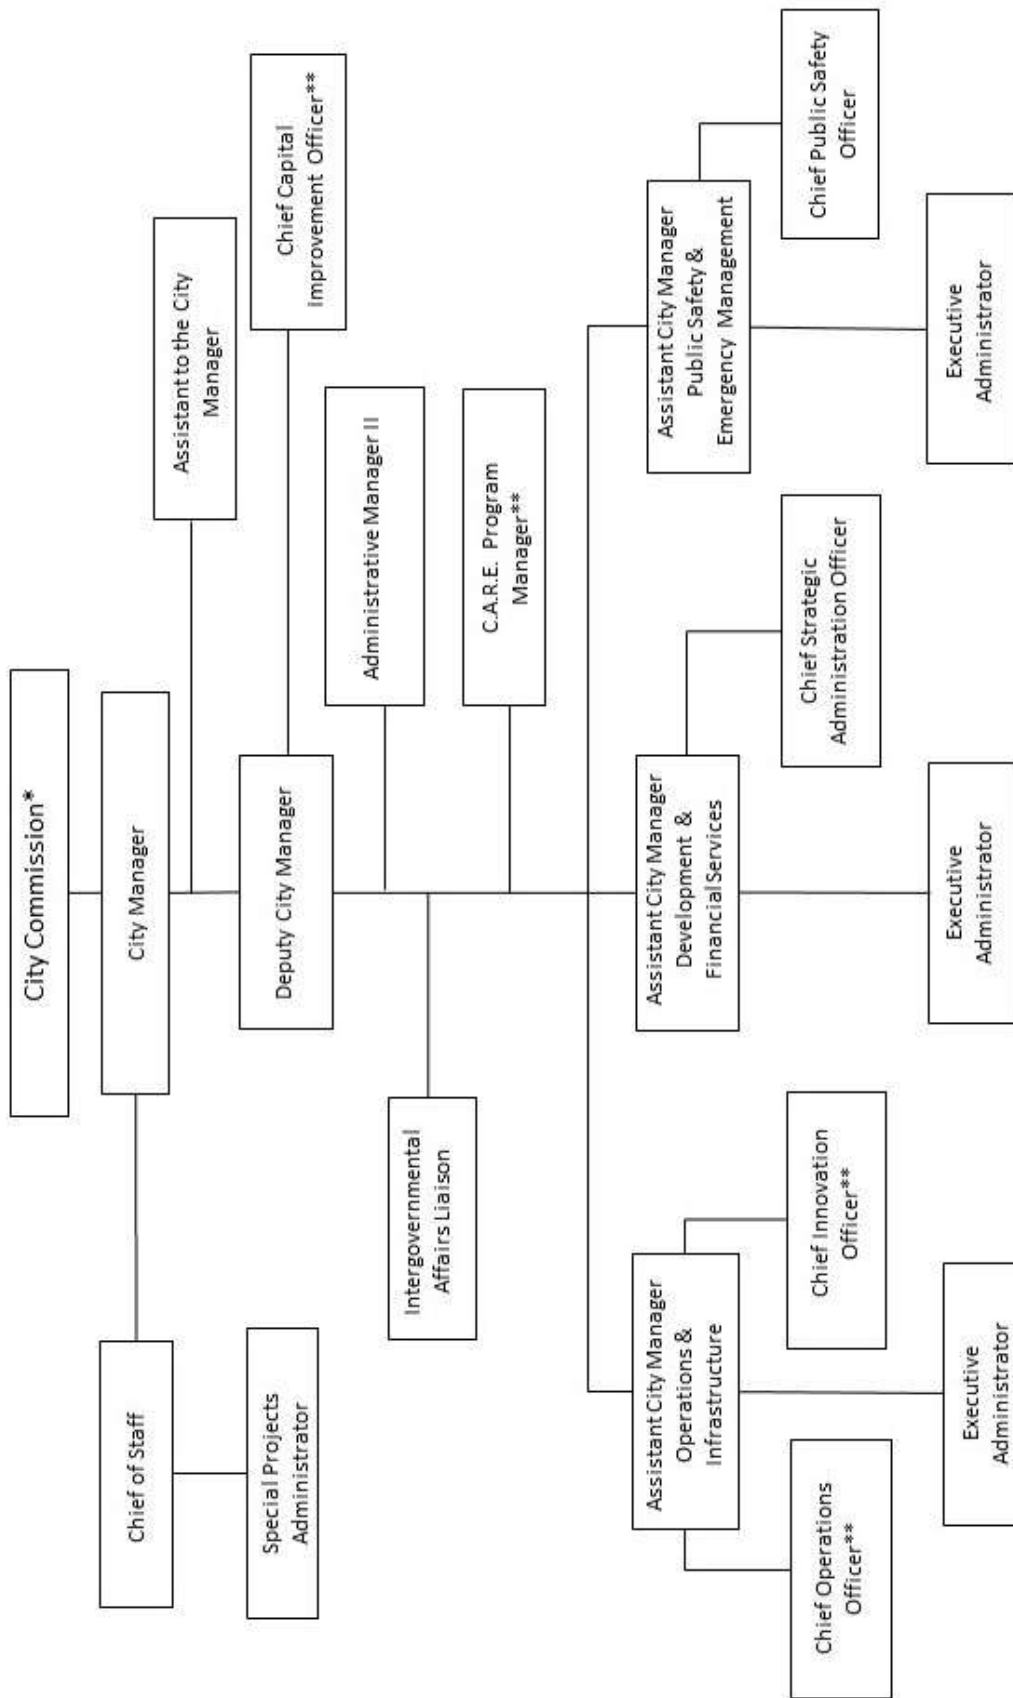 City Commission*
City Manager
Chief of Staff
Special Projects
Administrator
Assistant to the City
Manager
Deputy City Manager
Chief Capital
Improvement Officer**
Administrative Manager II
Intergovernmental
Affairs Liaison
C.A.R.E. Program
Manager**
Assistant City Manager
Operations &
Infrastructure
Assistant City Manager
Development &
Financial Services
Assistant City Manager
Public Safety &
Emergency Management
Chief Operations
Officer**
Chief Innovation
Officer**
Chief Strategic
Administration Officer
Chief Public Safety
Officer
Executive
Administrator
Executive
Administrator
Executive
Administrator